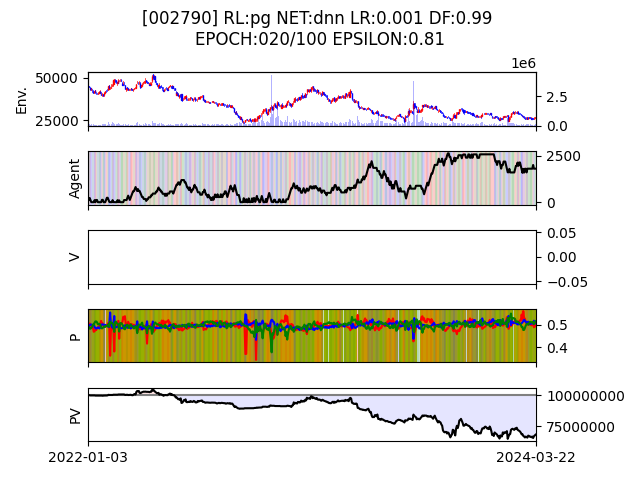 [002790] RL:pg NET:dnn LR:0.001 DF:0.99
EPOCH:020/100 EPSILON:0.81
1e6
50000
25000
Env.
2.5
0.0
Agent
2500
0
V
0.05
0.00
−0.05
P
0.5
0.4
PV
100000000
75000000
2022-01-03
2024-03-22